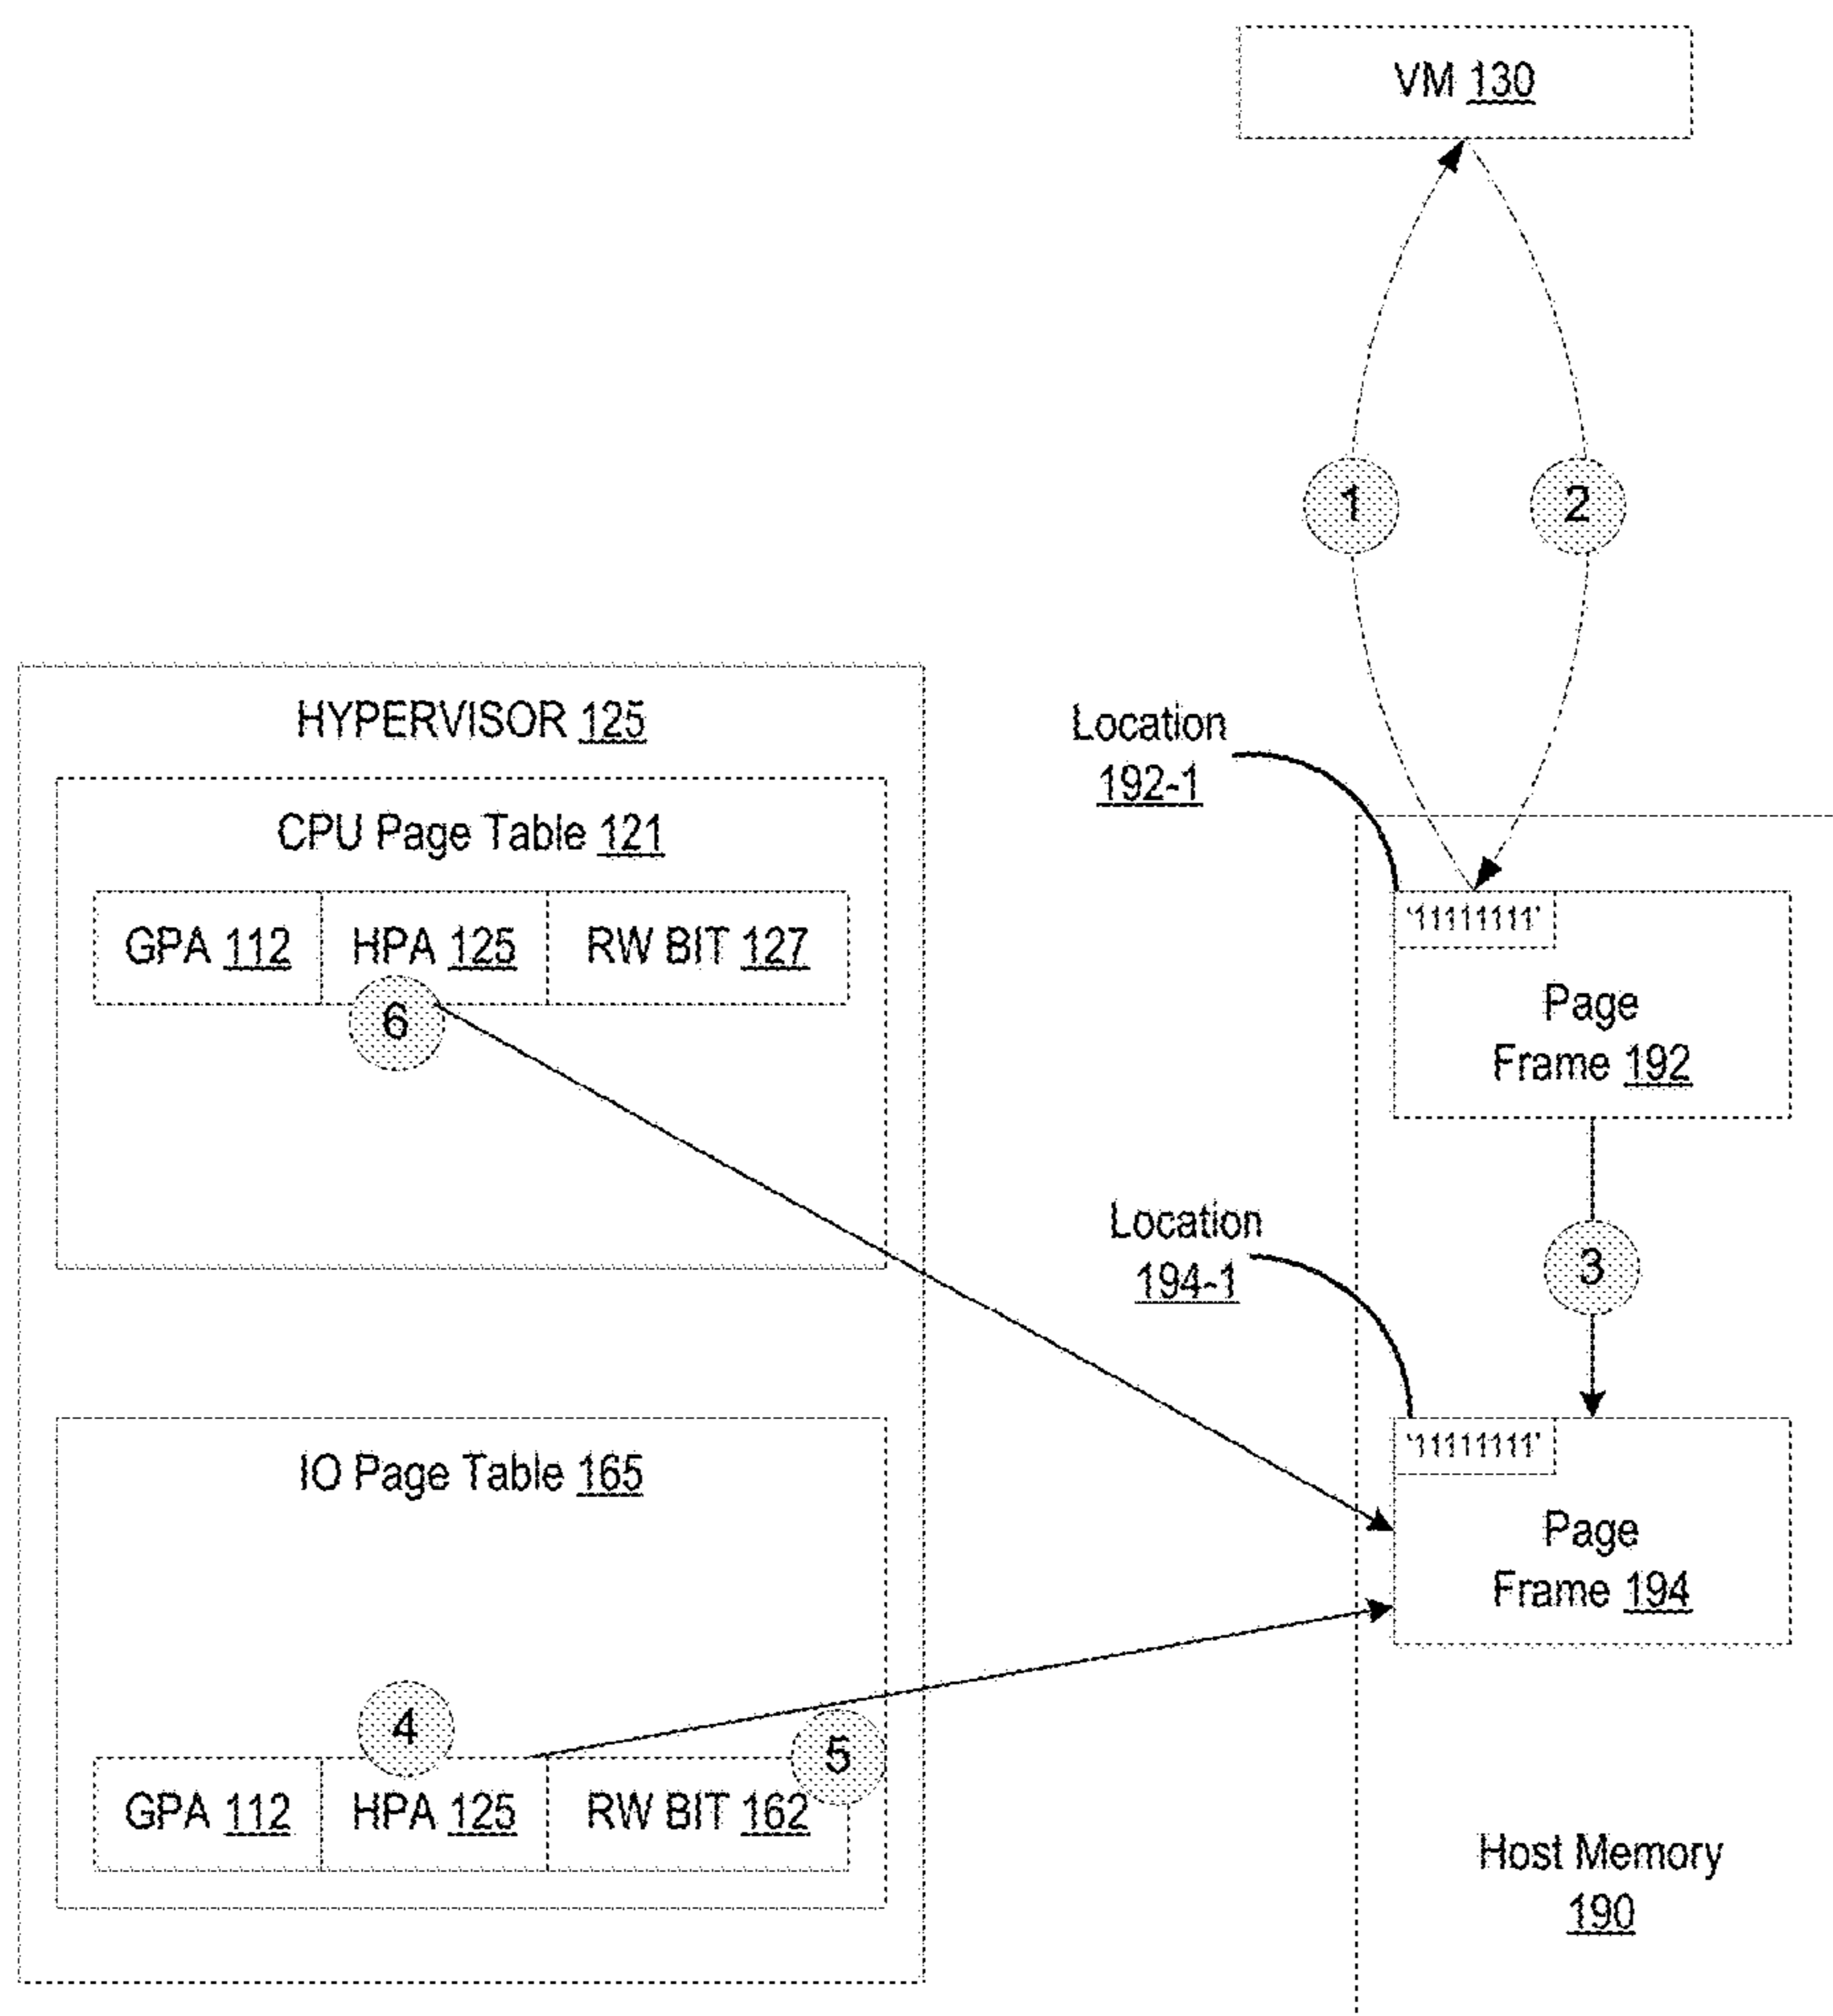 VM 130
1
2
HYPERVISOR 125
Location
192-1
CPU Page Table 121
GPA 112
HPA 125
RW BIT 127
6
'11111111'
Page
Frame 192
Location
194-1
3
IO Page Table 165
'11111111'
Page
Frame 194
4
5
GPA 112
HPA 125
RW BIT 162
Host Memory
190